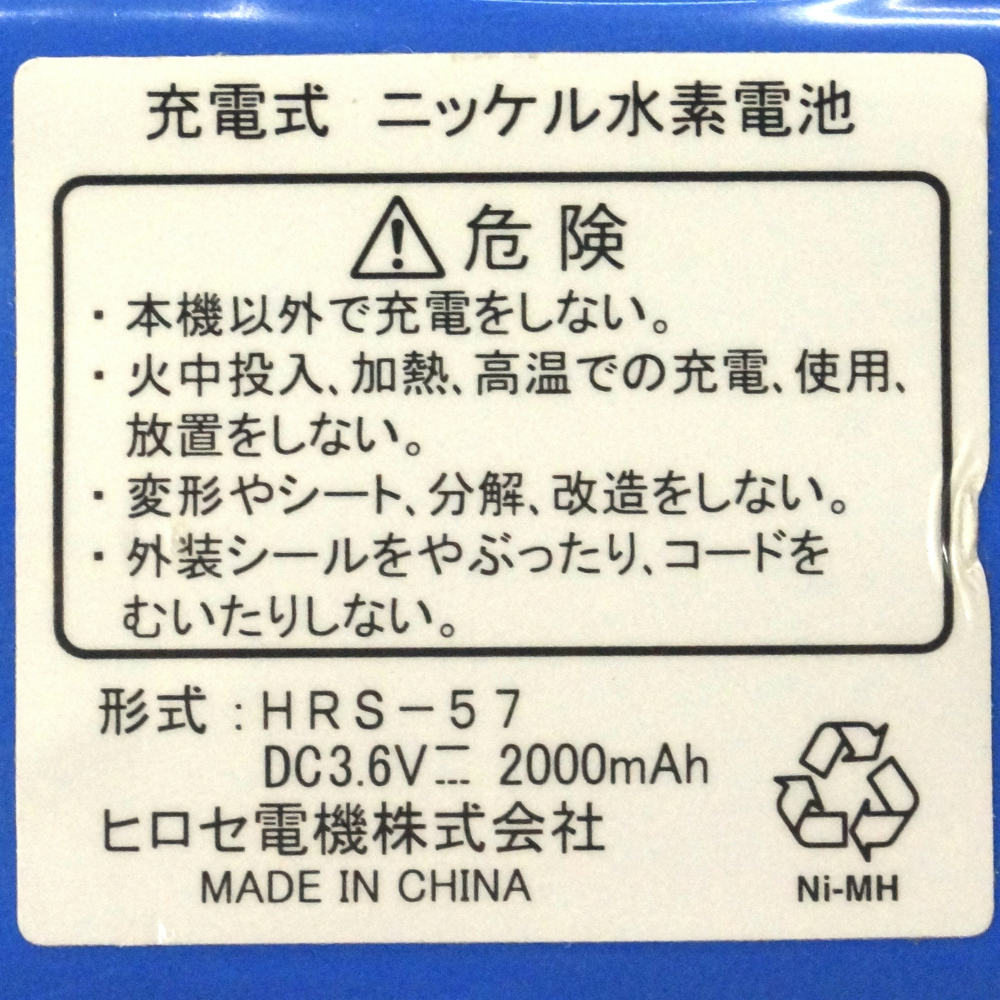 充電式 ニッケル水素電池
危険
・本機以外で充電をしない。
・火中投入、加熱、高温での充電、使用、
放置をしない。
・変形やシート、分解、改造をしない。
・外装シールをやぶったり、コードを
むいたりしない。
形式:HRS-57
DC3.6V⎓ 2000mAh
ヒロセ電機株式会社
MADE IN CHINA
Ni-MH